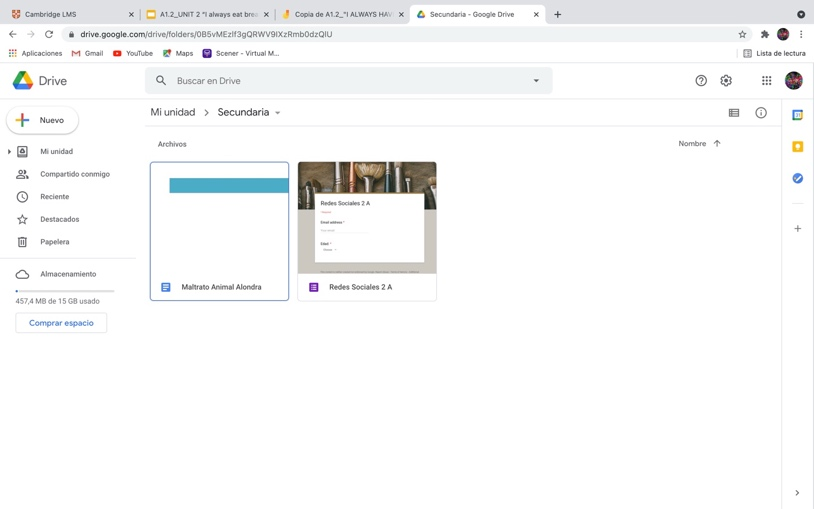 Cambridge LMS
A1.2_UNIT 2 "I always eat brea
Copia de A1.2_"I ALWAYS HAV
Secundaria - Google Drive
drive.google.com/drive/folders/0B5vMEzlf3gQRWV9IXzRmb0dzQlU
Aplicaciones
Gmail
YouTube
Maps
Scener - Virtual M...
Lista de lectura
Drive
Buscar en Drive
Nuevo
Mi unidad
Compartido conmigo
Reciente
Destacados
Papelera
Almacenamiento
457,4 MB de 15 GB usado
Comprar espacio
Mi unidad
Secundaria
Archivos
Nombre
Maltrato Animal Alondra
Redes Sociales 2 A
Email address *
Edad *
Redes Sociales 2 A